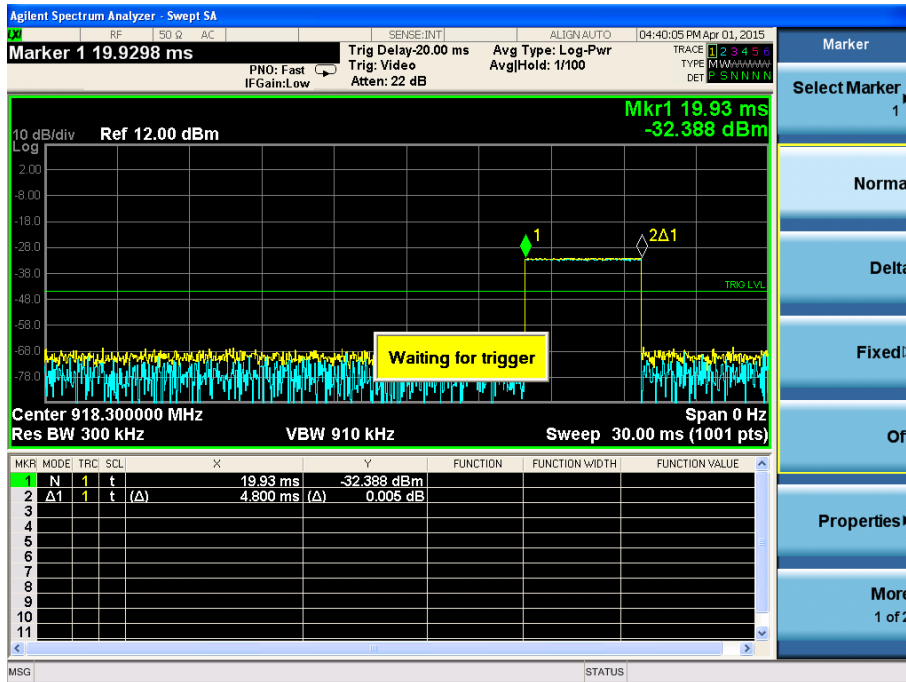 Agilent Spectrum Analyzer - Swept SA
LXI RF 50 Ω AC SENSE:INT ALIGN AUTO 04:40:05 PM Apr 01, 2015
Marker 1 19.9298 ms
PNO: Fast
IFGain:Low
Trig Delay-20.00 ms
Trig: Video
Atten: 22 dB
Avg Type: Log-Pwr
Avg|Hold: 1/100
TRACE 1 2 3 4 5 6
TYPE MWWWWW
DET P S N N N N
Mkr1 19.93 ms
-32.388 dBm
10 dB/div Ref 12.00 dBm
Log
2.00
-8.00
-18.0
-28.0
-38.0
-48.0
-58.0
-68.0
-78.0
1
2Δ1
TRIG LVL
Waiting for trigger
Center 918.300000 MHz Span 0 Hz
Res BW 300 kHz VBW 910 kHz Sweep 30.00 ms (1001 pts)
MKR MODE TRC SCL X Y FUNCTION FUNCTION WIDTH FUNCTION VALUE
1 N 1 t 19.93 ms -32.388 dBm
2 Δ1 1 t (Δ) 4.800 ms (Δ) 0.005 dB
3
4
5
6
7
8
9
10
11
MSG STATUS
Marker
Select Marker
1
Norma
Delta
Fixed
Of
Properties
More
1 of 2